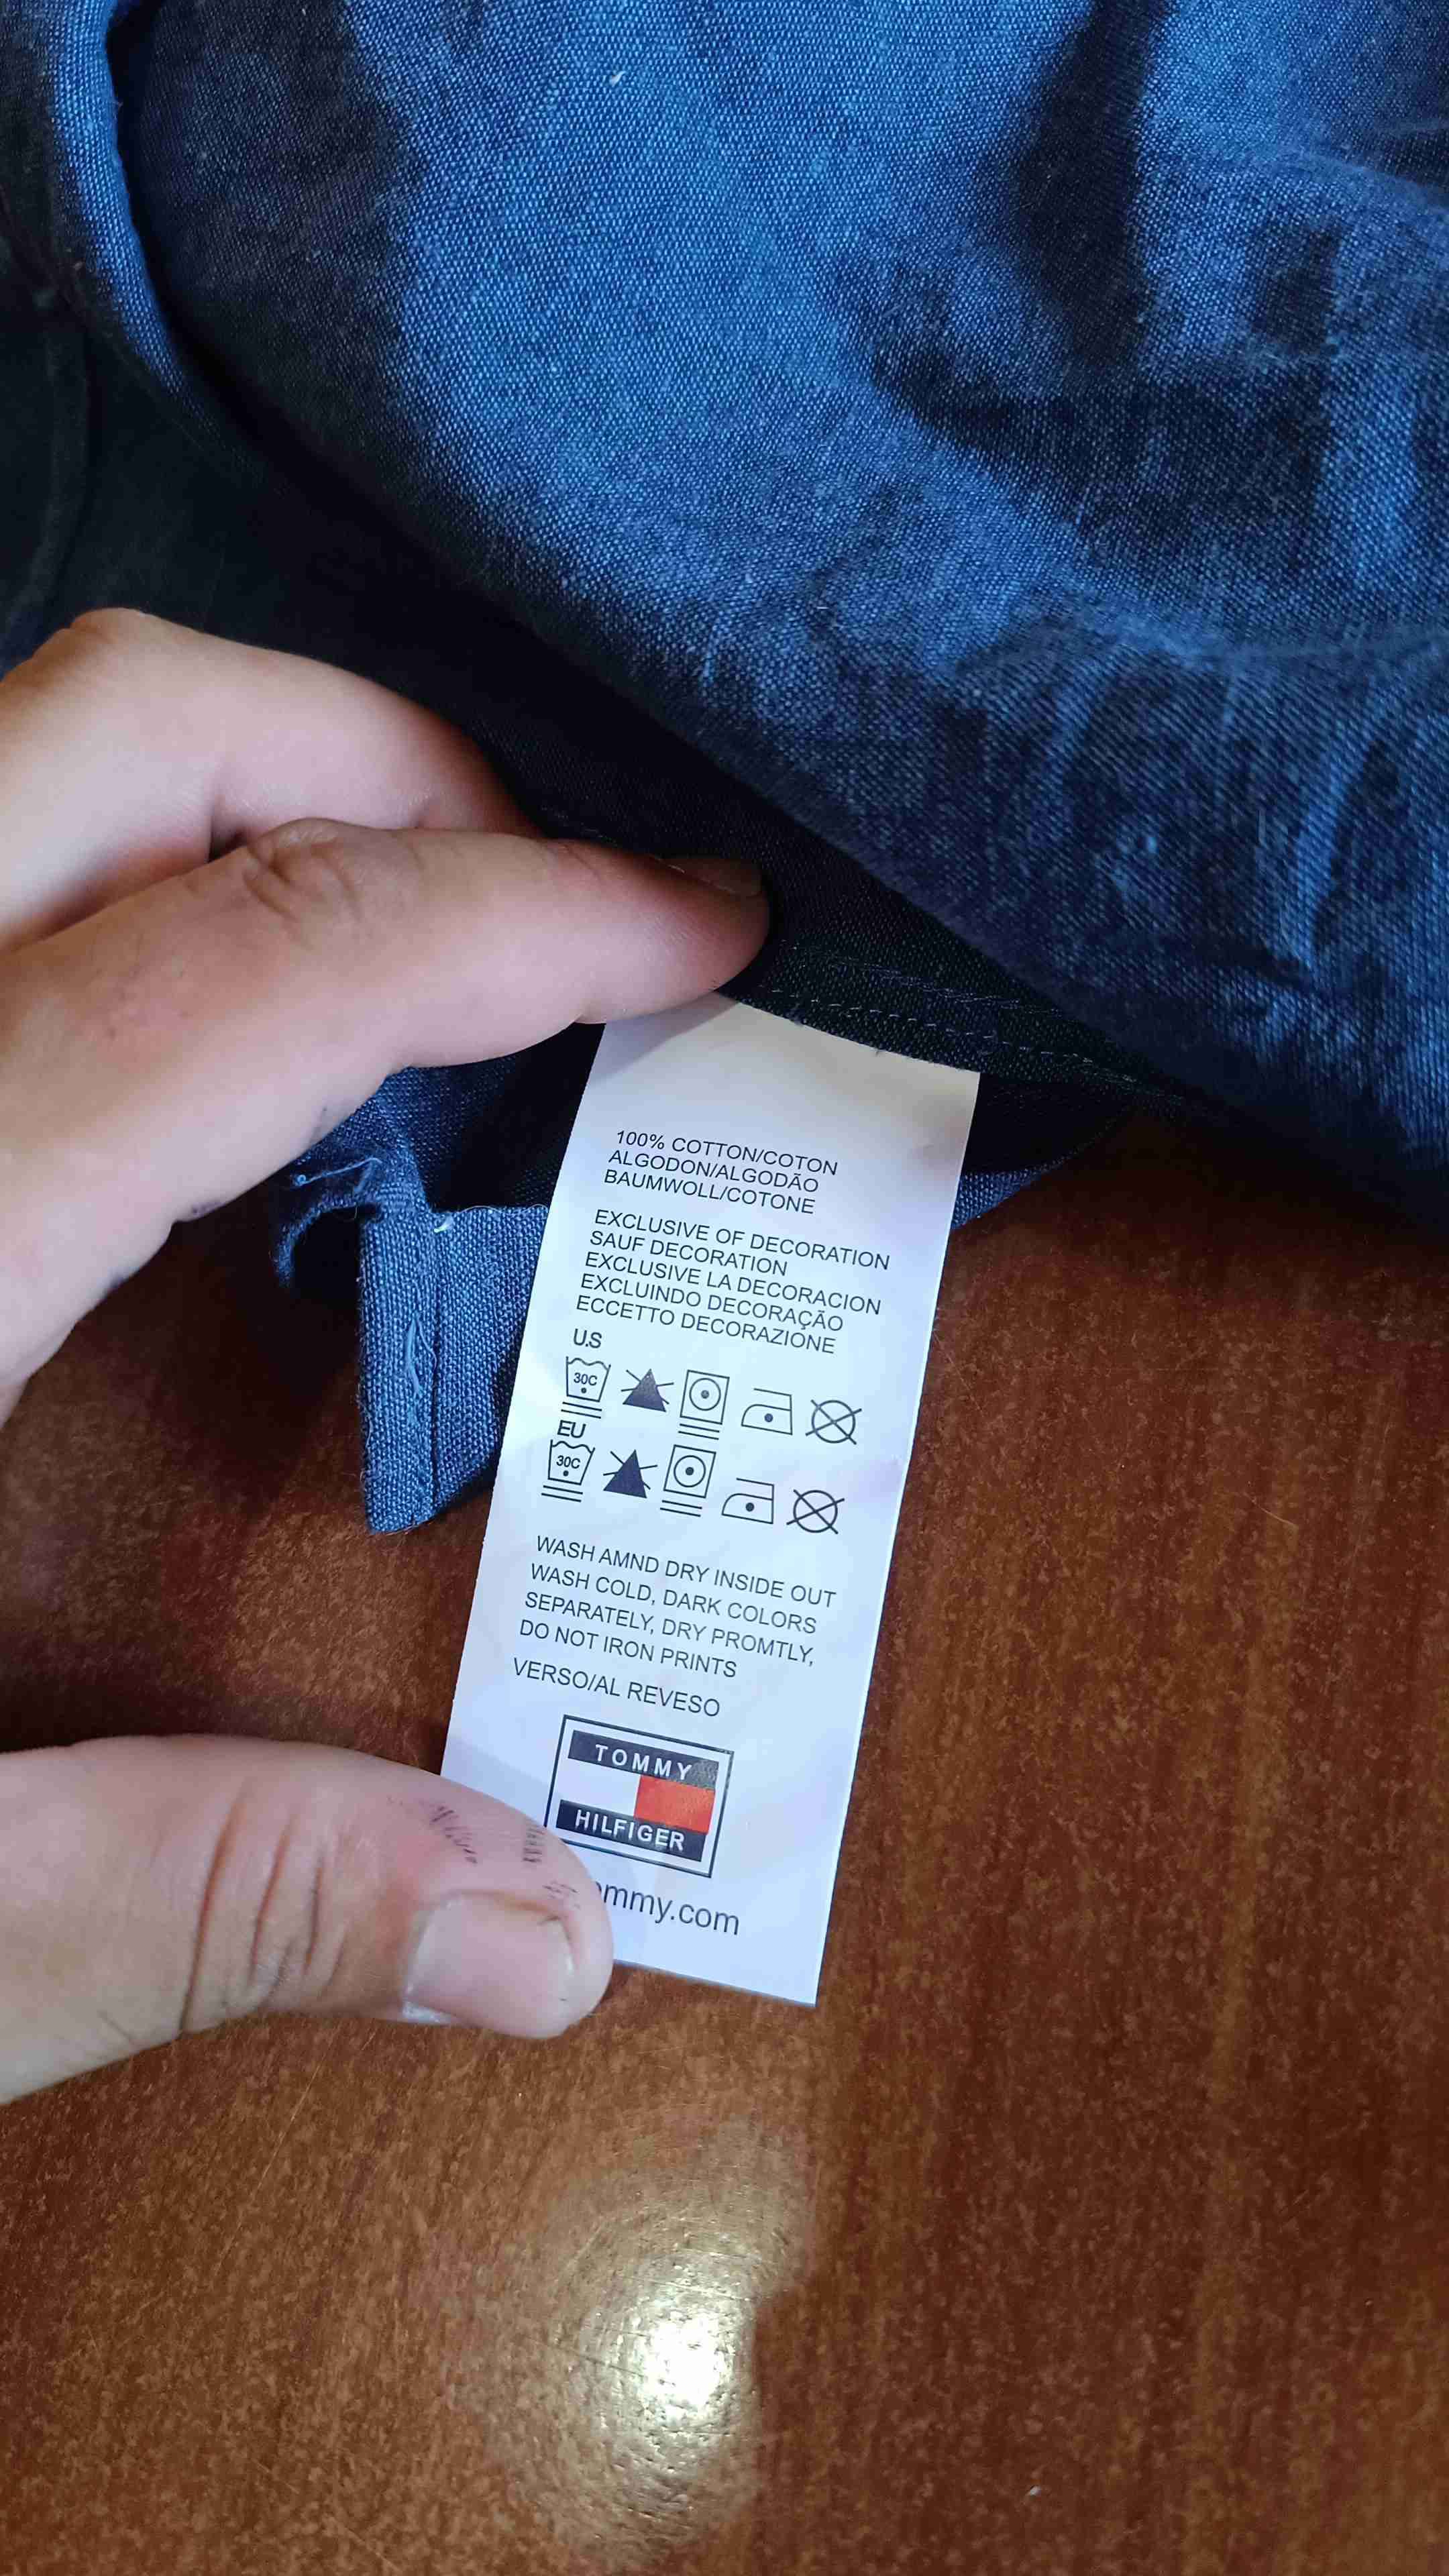 100% COTTON/COTON
ALGODON/ALGODÃO
BAUMWOLL/COTONE
EXCLUSIVE OF DECORATION
SAUF DECORATION
EXCLUSIVE LA DECORACION
EXCLUINDO DECORAÇÃO
ECCETTO DECORAZIONE
U.S
30C
EU
30C
WASH AMND DRY INSIDE OUT
WASH COLD, DARK COLORS
SEPARATELY, DRY PROMTLY,
DO NOT IRON PRINTS
VERSO/AL REVESO
TOMMY
HILFIGER
ommy.com